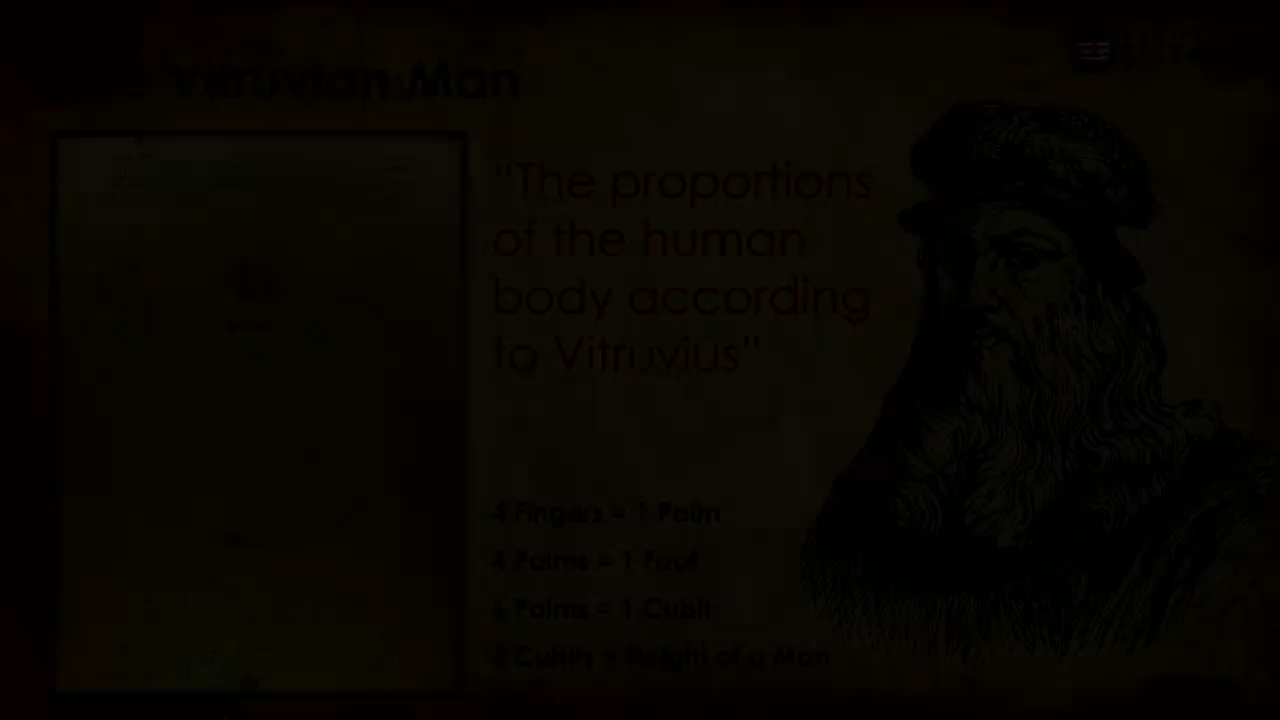 Vitruvian Man
"The proportions
of the human
body according
to Vitruvius"
4 Fingers = 1 Palm
4 Palms = 1 Foot
Palms = 1 Cubit
4 Cubits = Height of a Man